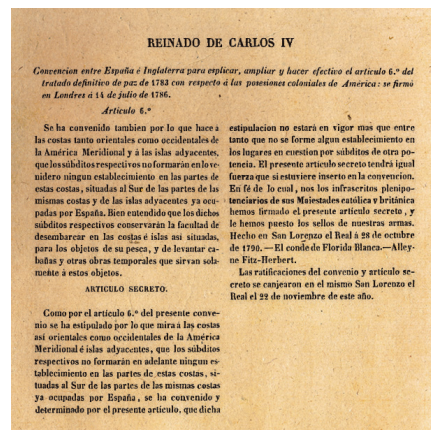 REINADO DE CARLOS IV
Convencion entre España é Inglaterra para esplicar, ampliar y hacer efectivo el artículo 6.º del
tratado definitivo de paz de 1783 con respecto á las posesiones coloniales de América: se firmó
en Londres á 14 de julio de 1786.
Artículo 6.º
Se ha convenido tambien por lo que hace á
las costas tanto orientales como occidentales de
la América Meridional y á las islas adyacentes,
que los súbditos respectivos no formarán en lo ve-
nidero ningun establecimiento en las partes de
estas costas, situadas al Sur de las partes de las
mismas costas y de las islas adyacentes ya ocu-
padas por España. Bien entendido que los dichos
súbditos respectivos conservarán la facultad de
desembarcar en las costas é islas asi situadas,
para los objetos de su pesca, y de levantar ca-
bañas y otras obras temporales que sirvan sola-
mente á estos objetos.
ARTICULO SECRETO.
Como por el artículo 6.º del presente conve-
nio se ha estipulado por lo que mira á las costas
asi orientales como occidentales de la América
Meridional é islas adyacentes, que los súbditos
respectivos no formarán en adelante ningun es-
tablecimiento en las partes de estas costas, si-
tuadas al Sur de las partes de las mismas costas
ya ocupadas por España, se ha convenido y
determinado por el presente artículo, que dicha
estipulacion no estará en vigor mas que entre
tanto que no se forme algun establecimiento en
los lugares en cuestion por súbditos de otra po-
tencia. El presente artículo secreto tendrá igual
fuerza que si estuviere inserto en la convencion.
En fé de lo cual, nos los infrascritos plenipo-
tenciarios de sus Majestades católica y británica
hemos firmado el presente artículo secreto, y
le hemos puesto los sellos de nuestras armas.
Hecho en San Lorenzo el Real á 28 de octubre
de 1790.—El conde de Florida Blanca.—Alley-
ne Fitz-Herbert.
Las ratificaciones del convenio y artículo se-
creto se canjearon en el mismo San Lorenzo el
Real el 22 de noviembre de este año.